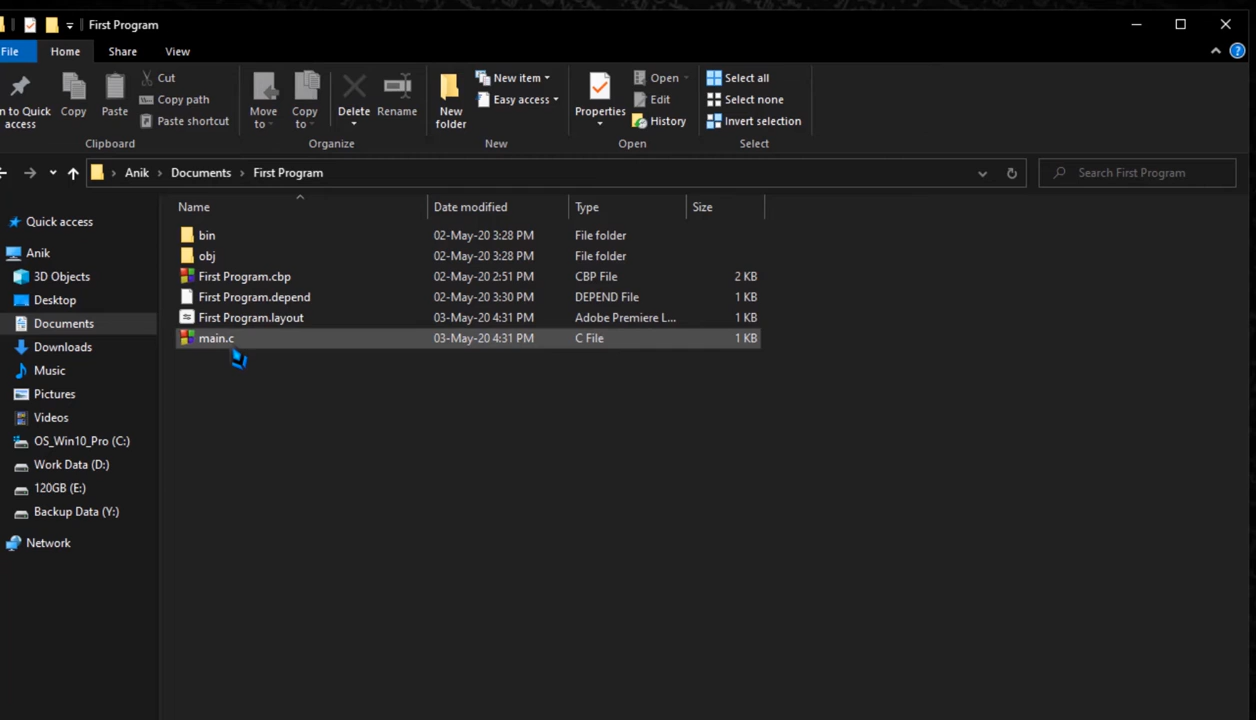 First Program
File Home Share View
n to Quick access
Copy
Paste
Cut
Copy path
Paste shortcut
Clipboard
Move to
Copy to
Delete
Rename
Organize
New folder
New item
Easy access
New
Properties
Open
Edit
History
Open
Select all
Select none
Invert selection
Select
Anik > Documents > First Program
Search First Program
Name Date modified Type Size
bin 02-May-20 3:28 PM File folder
obj 02-May-20 3:28 PM File folder
First Program.cbp 02-May-20 2:51 PM CBP File 2 KB
First Program.depend 02-May-20 3:30 PM DEPEND File 1 KB
First Program.layout 03-May-20 4:31 PM Adobe Premiere L... 1 KB
main.c 03-May-20 4:31 PM C File 1 KB
Quick access
Anik
3D Objects
Desktop
Documents
Downloads
Music
Pictures
Videos
OS_Win10_Pro (C:)
Work Data (D:)
120GB (E:)
Backup Data (Y:)
Network